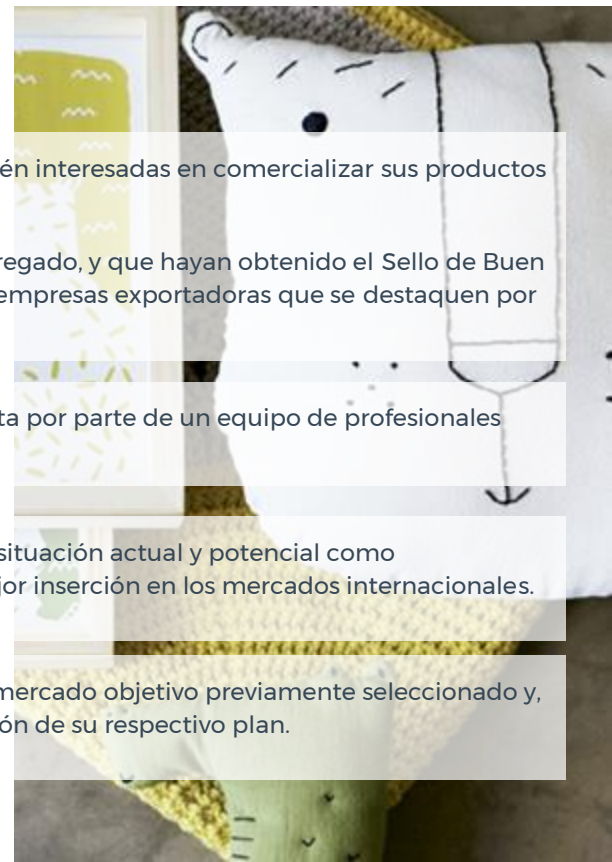 én interesadas en comercializar sus productos
regado, y que hayan obtenido el Sello de Buen
empresas exportadoras que se destaquen por
ta por parte de un equipo de profesionales
situación actual y potencial como
jor inserción en los mercados internacionales.
mercado objetivo previamente seleccionado y,
ón de su respectivo plan.